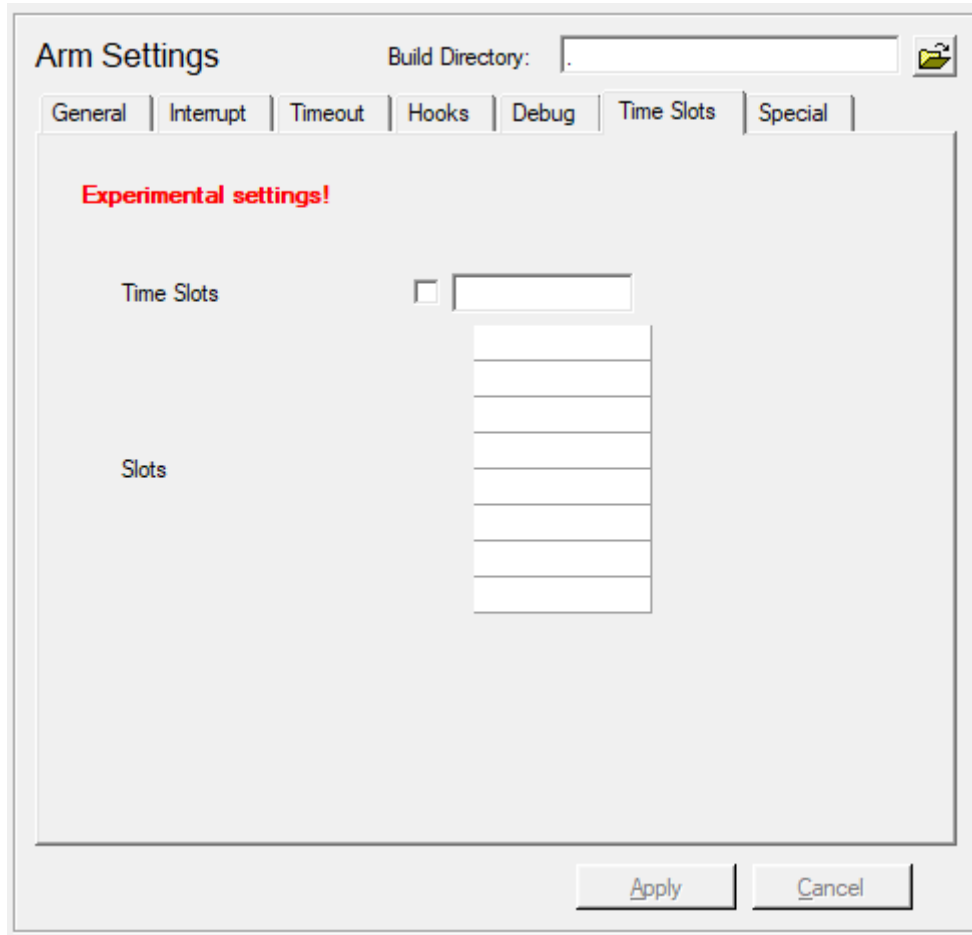 Arm Settings Build Directory: .
General Interrupt Timeout Hooks Debug Time Slots Special
Experimental settings!
Time Slots
Slots
Apply Cancel